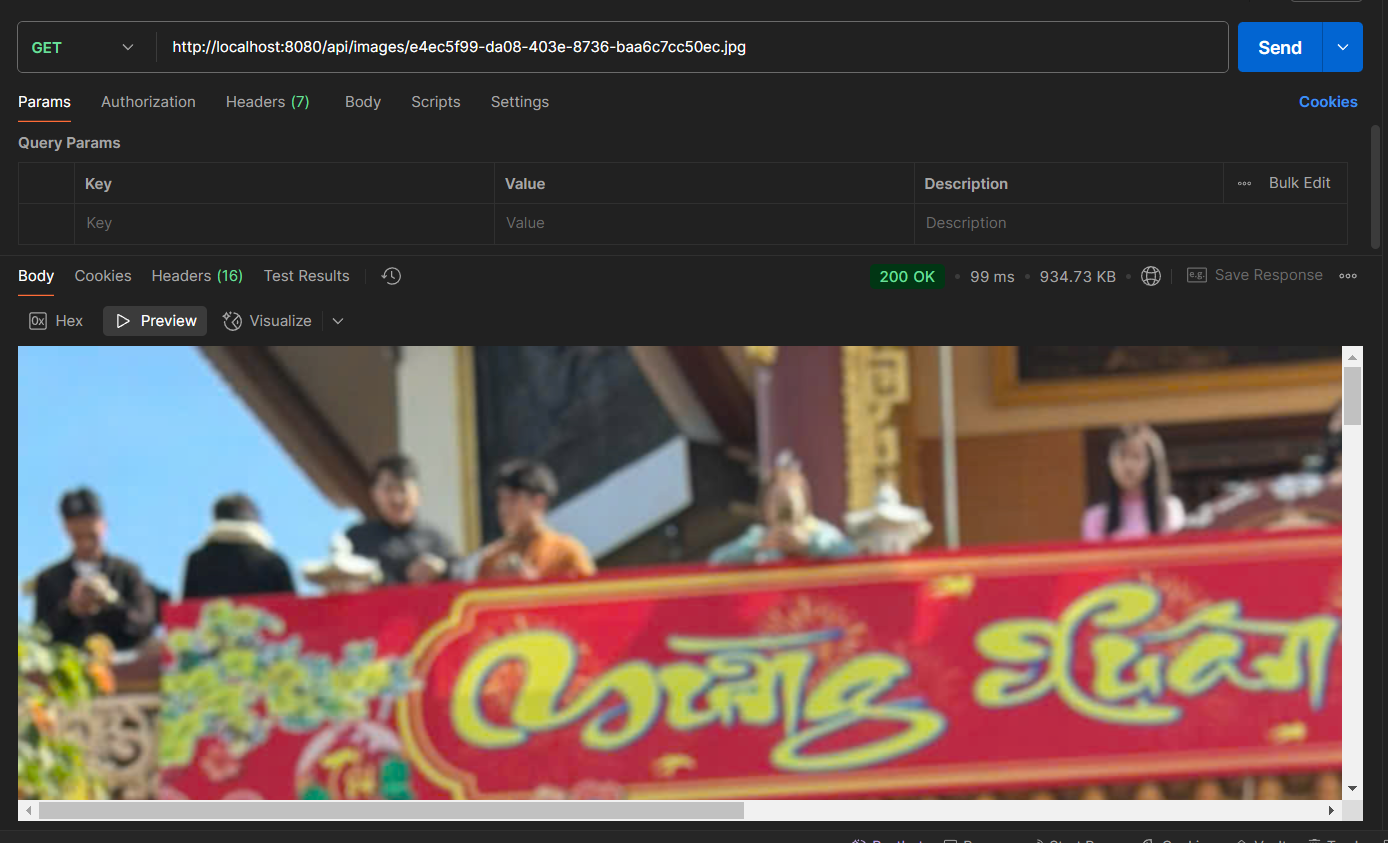 GET http://localhost:8080/api/images/e4ec5f99-da08-403e-8736-baa6c7cc50ec.jpg Send
Params Authorization Headers (7) Body Scripts Settings Cookies
Query Params
Key Value Description Bulk Edit
Key Value Description
Body Cookies Headers (16) Test Results 200 OK 99 ms 934.73 KB e.g. Save Response
0x Hex Preview Visualize